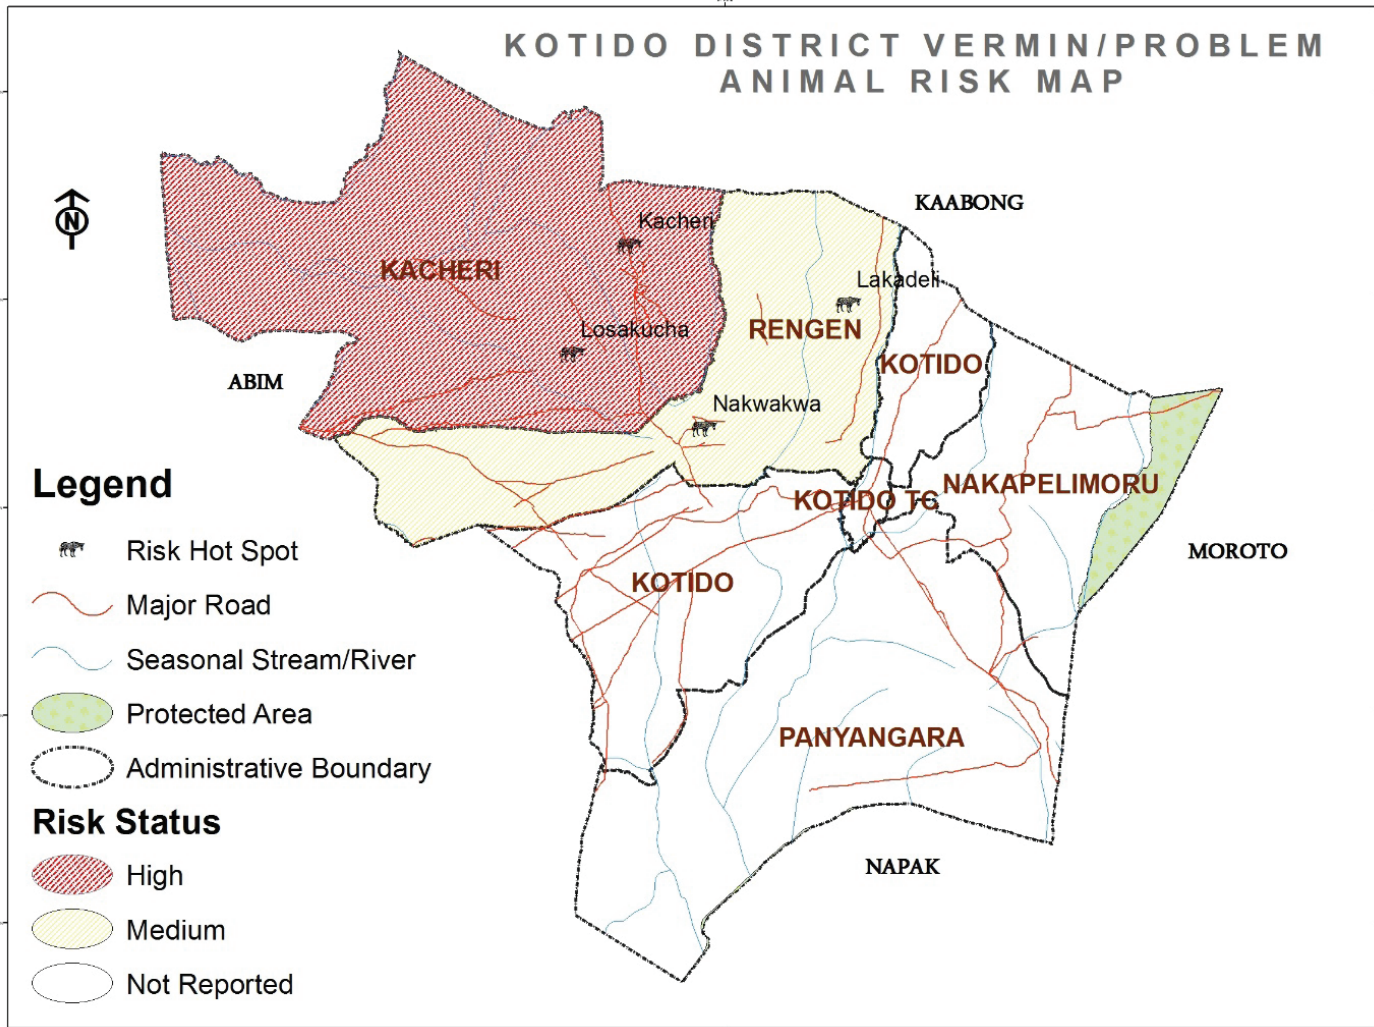 KOTIDO DISTRICT VERMIN/PROBLEM
ANIMAL RISK MAP
N
KAABONG
Kacheri
KACHERI
Lakadeli
Losakucha
RENGEN
KOTIDO
ABIM
Nakwakwa
NAKAPELIMORU
KOTIDO TC
MOROTO
KOTIDO
PANYANGARA
NAPAK
Legend
Risk Hot Spot
Major Road
Seasonal Stream/River
Protected Area
Administrative Boundary
Risk Status
High
Medium
Not Reported